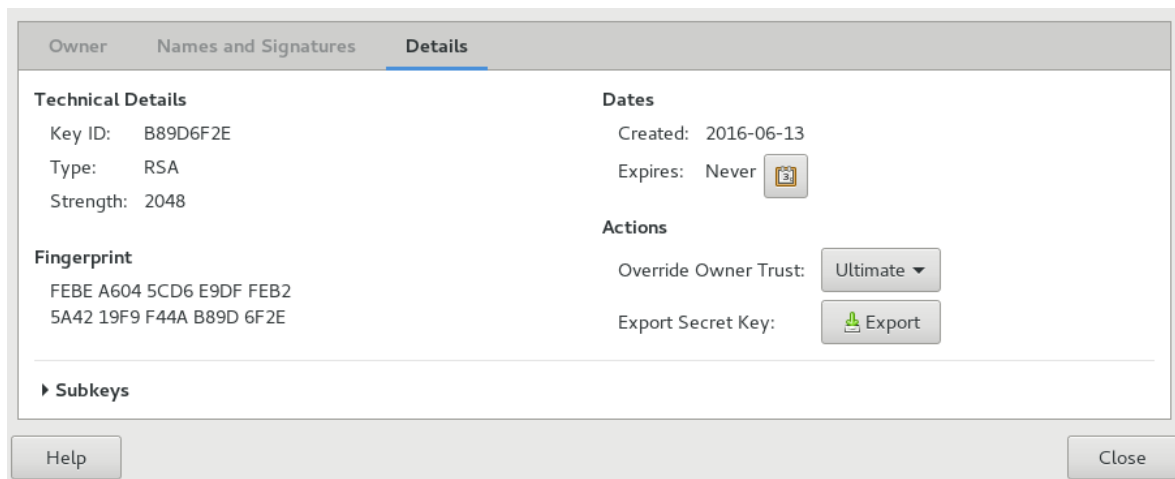 Owner Names and Signatures Details
Technical Details
Key ID: B89D6F2E
Type: RSA
Strength: 2048
Fingerprint
FEBE A604 5CD6 E9DF FEB2
5A42 19F9 F44A B89D 6F2E
Dates
Created: 2016-06-13
Expires: Never 3
Actions
Override Owner Trust: Ultimate
Export Secret Key: Export
Subkeys
Help Close